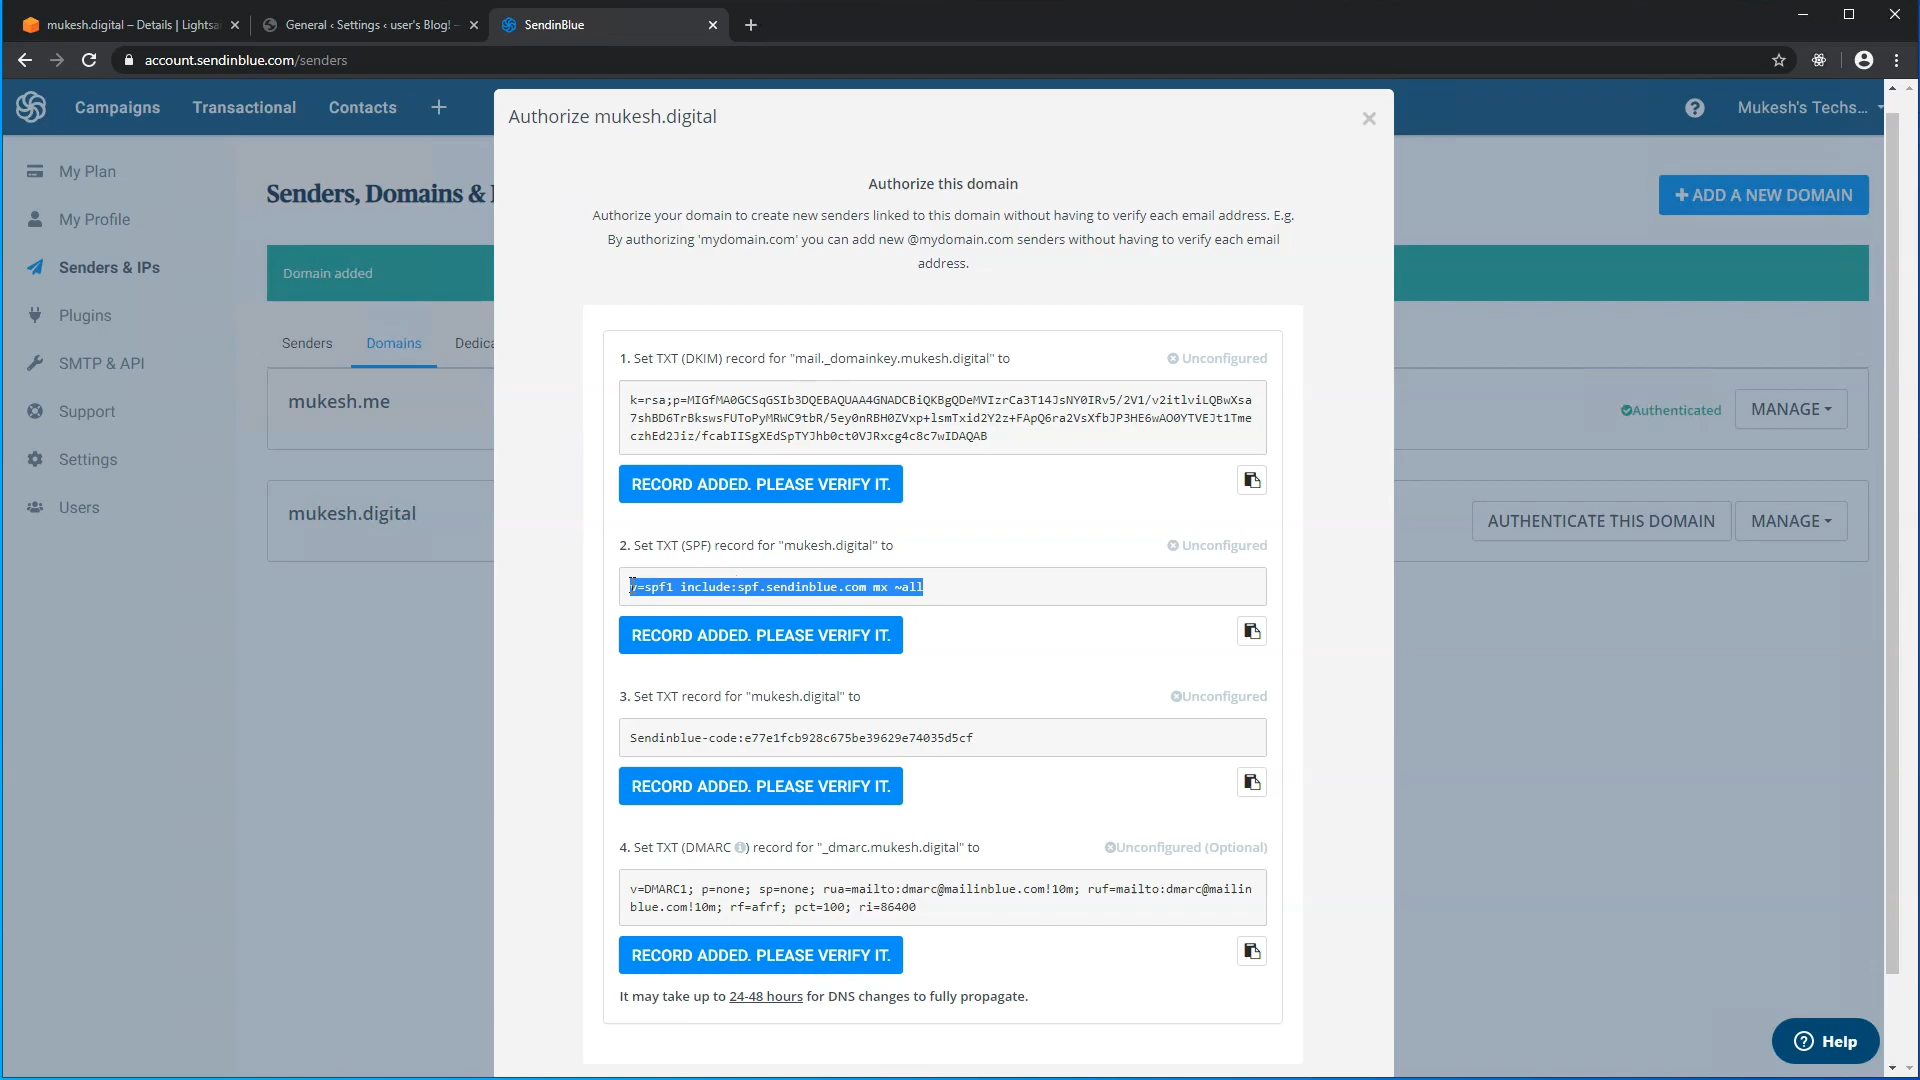 mukesh.digital – Details | Lightsa
General ‹ Settings ‹ user's Blog! –
SendinBlue
account.sendinblue.com/senders
Campaigns
Transactional
Contacts
Mukesh's Techs...
My Plan
My Profile
Senders & IPs
Plugins
SMTP & API
Support
Settings
Users
Senders, Domains &
ADD A NEW DOMAIN
Domain added
Senders
Domains
Dedica
mukesh.me
Authenticated
MANAGE
mukesh.digital
AUTHENTICATE THIS DOMAIN
MANAGE
Authorize mukesh.digital
Authorize this domain
Authorize your domain to create new senders linked to this domain without having to verify each email address. E.g.
By authorizing 'mydomain.com' you can add new @mydomain.com senders without having to verify each email
address.
1. Set TXT (DKIM) record for "mail._domainkey.mukesh.digital" to
Unconfigured
k=rsa;p=MIGfMA0GCSqGSIb3DQEBAQUAA4GNADCBiQKBgQDeMVIzrCa3T14JsNY0IRv5/2V1/v2itlviLQBwXsa
7shBD6TrBkswsFUToPyMRWC9tbR/5ey0nRBH0ZVxp+lsmTxid2Y2z+FApQ6ra2VsXfbJP3HE6wAO0YTVEJt1Tme
czhEd2Jiz/fcabIISgXEdSpTYJhb0ct0VJRxcg4c8c7wIDAQAB
RECORD ADDED. PLEASE VERIFY IT.
2. Set TXT (SPF) record for "mukesh.digital" to
Unconfigured
v=spf1 include:spf.sendinblue.com mx ~all
RECORD ADDED. PLEASE VERIFY IT.
3. Set TXT record for "mukesh.digital" to
Unconfigured
Sendinblue-code:e77e1fcb928c675be39629e74035d5cf
RECORD ADDED. PLEASE VERIFY IT.
4. Set TXT (DMARC) record for "_dmarc.mukesh.digital" to
Unconfigured (Optional)
v=DMARC1; p=none; sp=none; rua=mailto:dmarc@mailinblue.com!10m; ruf=mailto:dmarc@mailin
blue.com!10m; rf=afrf; pct=100; ri=86400
RECORD ADDED. PLEASE VERIFY IT.
It may take up to 24-48 hours for DNS changes to fully propagate.
Help